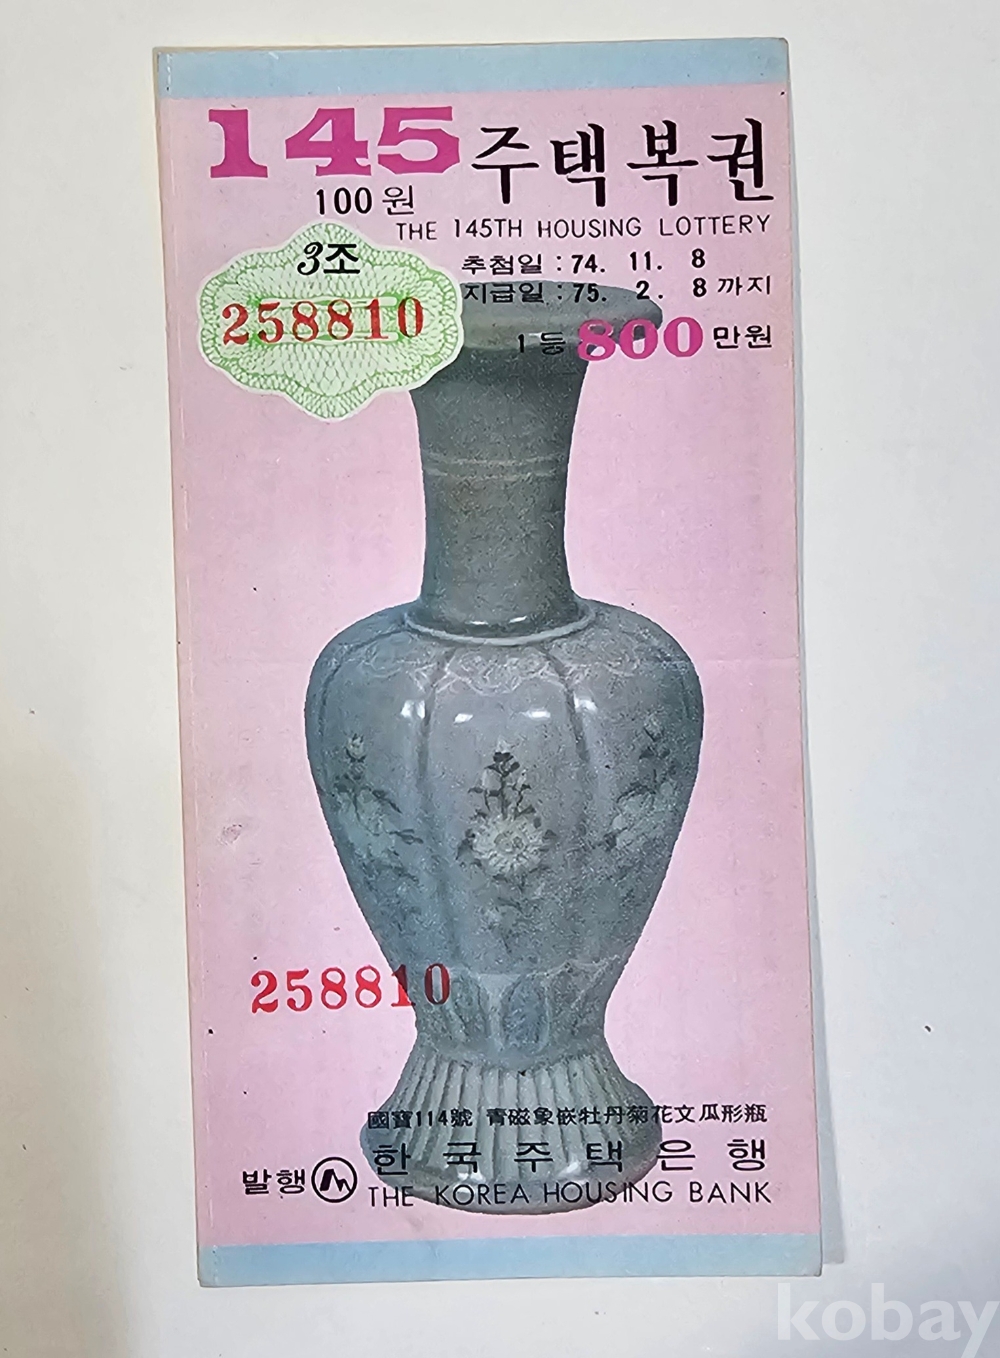 145 주택복권
100원
THE 145TH HOUSING LOTTERY
3조
258810
추첨일 : 74. 11. 8
지급일 : 75. 2. 8 까지
1등 800만원
258810
國寶114號 靑磁象嵌牡丹菊花文瓜形甁
발행 한국주택은행
THE KOREA HOUSING BANK
kobay